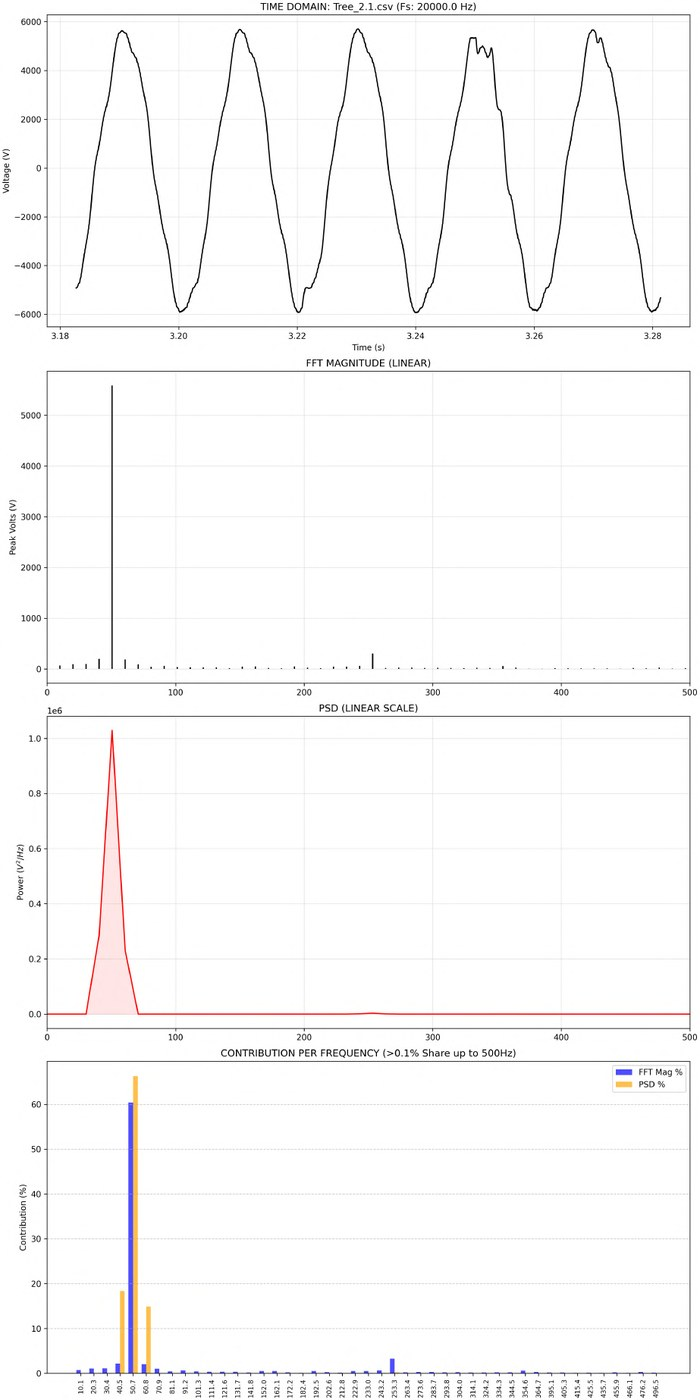 TIME DOMAIN: Tree_2.1.csv (Fs: 20000.0 Hz)
6000
4000
2000
0
−2000
−4000
−6000
Voltage (V)
3.18 3.20 3.22 3.24 3.26 3.28
Time (s)
FFT MAGNITUDE (LINEAR)
5000
4000
3000
2000
1000
0
Peak Volts (V)
0 100 200 300 400 500
PSD (LINEAR SCALE)
1e6
1.0
0.8
0.6
0.4
0.2
0.0
Power (V²/Hz)
0 100 200 300 400 500
CONTRIBUTION PER FREQUENCY (>0.1% Share up to 500Hz)
FFT Mag %
PSD %
60
50
40
30
20
10
0
Contribution (%)
10.1 20.3 30.4 40.5 50.7 60.8 70.9 81.1 91.2 101.3 111.4 121.6 131.7 141.8 152.0 162.1 172.2 182.4 192.5 202.6 212.8 222.9 233.0 243.2 253.3 263.4 273.6 283.7 293.8 304.0 314.1 324.2 334.3 344.5 354.6 364.7 395.1 405.3 415.4 425.5 435.7 455.9 466.1 476.2 496.5